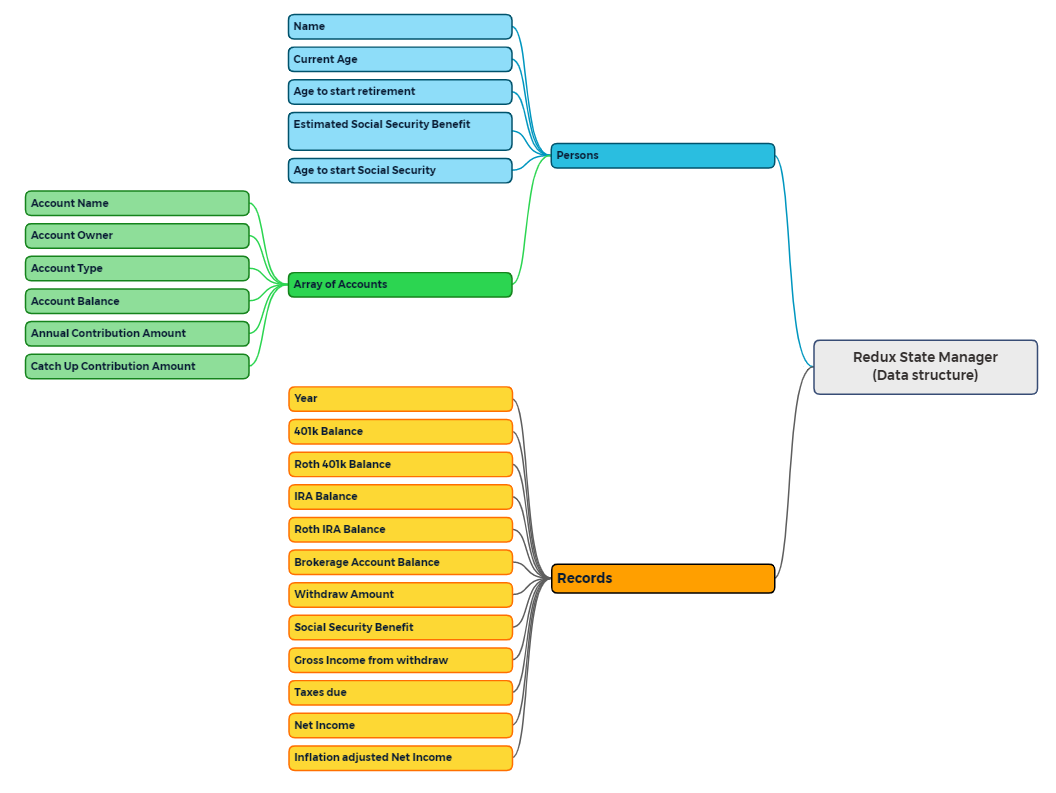 Name
Current Age
Age to start retirement
Estimated Social Security Benefit
Age to start Social Security
Persons
Account Name
Account Owner
Account Type
Account Balance
Annual Contribution Amount
Catch Up Contribution Amount
Array of Accounts
Redux State Manager
(Data structure)
Year
401k Balance
Roth 401k Balance
IRA Balance
Roth IRA Balance
Brokerage Account Balance
Withdraw Amount
Social Security Benefit
Gross Income from withdraw
Taxes due
Net Income
Inflation adjusted Net Income
Records